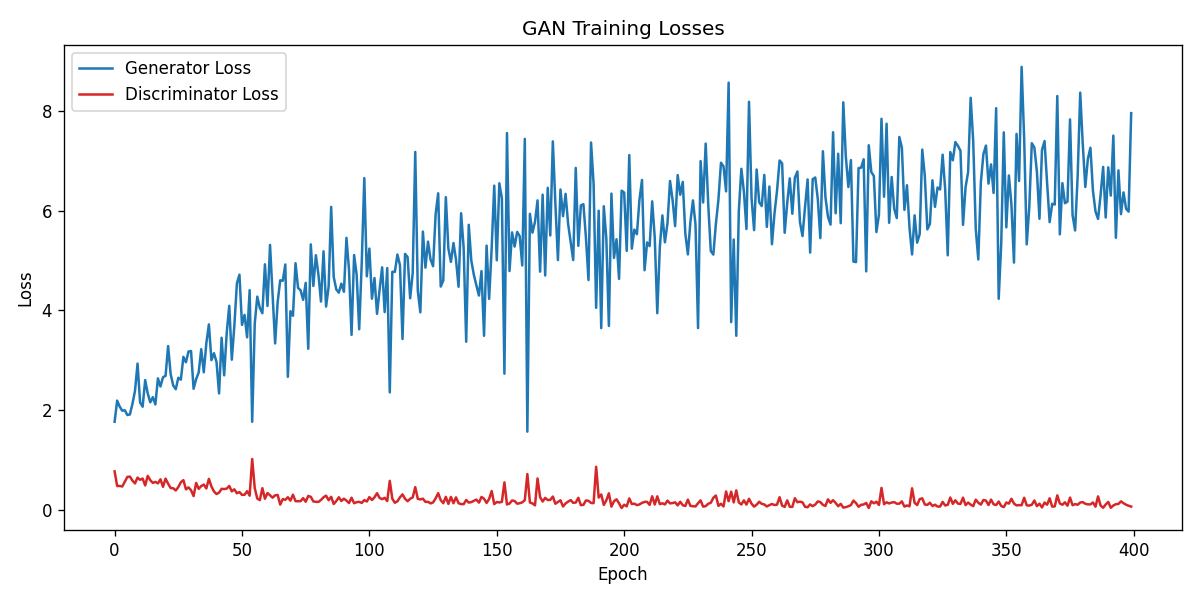 GAN Training Losses
Generator Loss
Discriminator Loss
Loss
8
6
4
2
0
0 50 100 150 200 250 300 350 400
Epoch